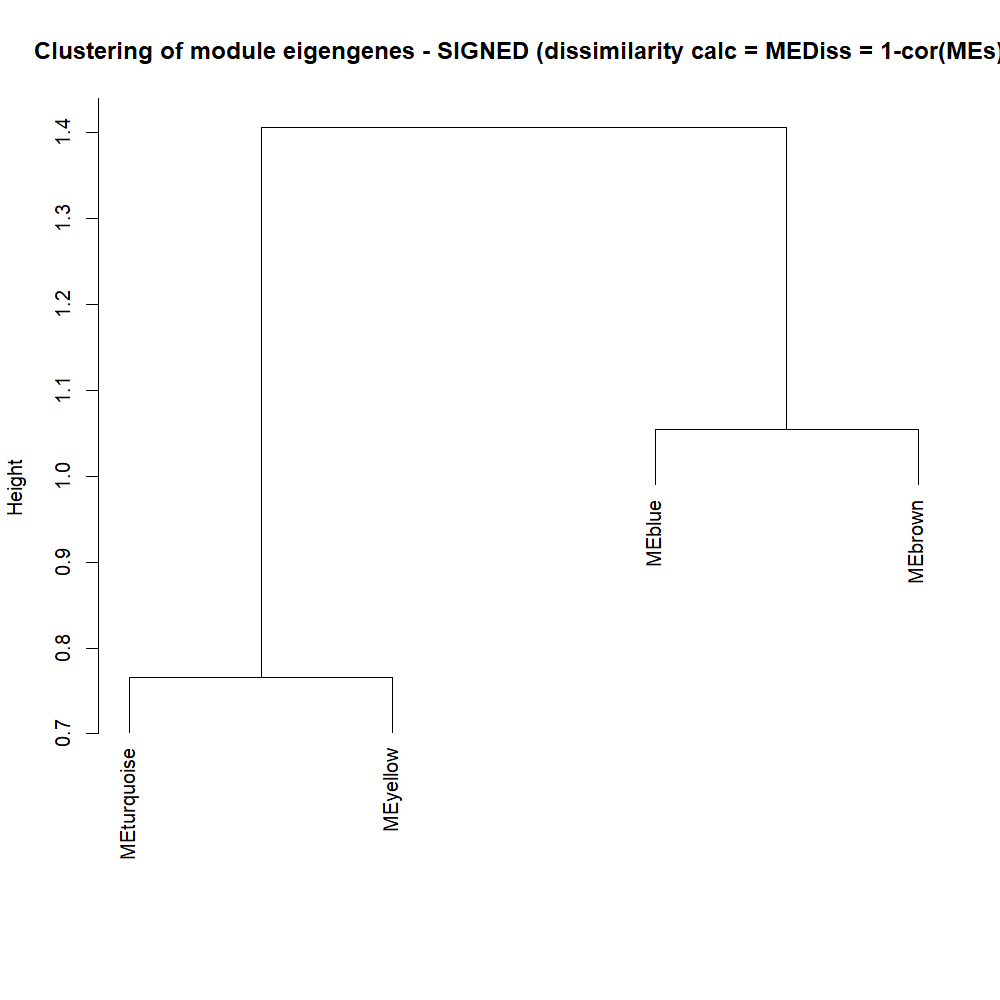 Clustering of module eigengenes - SIGNED (dissimilarity calc = MEDiss = 1-cor(MEs)
1.4
1.3
1.2
1.1
1.0
0.9
0.8
0.7
Height
MEblue
MEbrown
MEturquoise
MEyellow